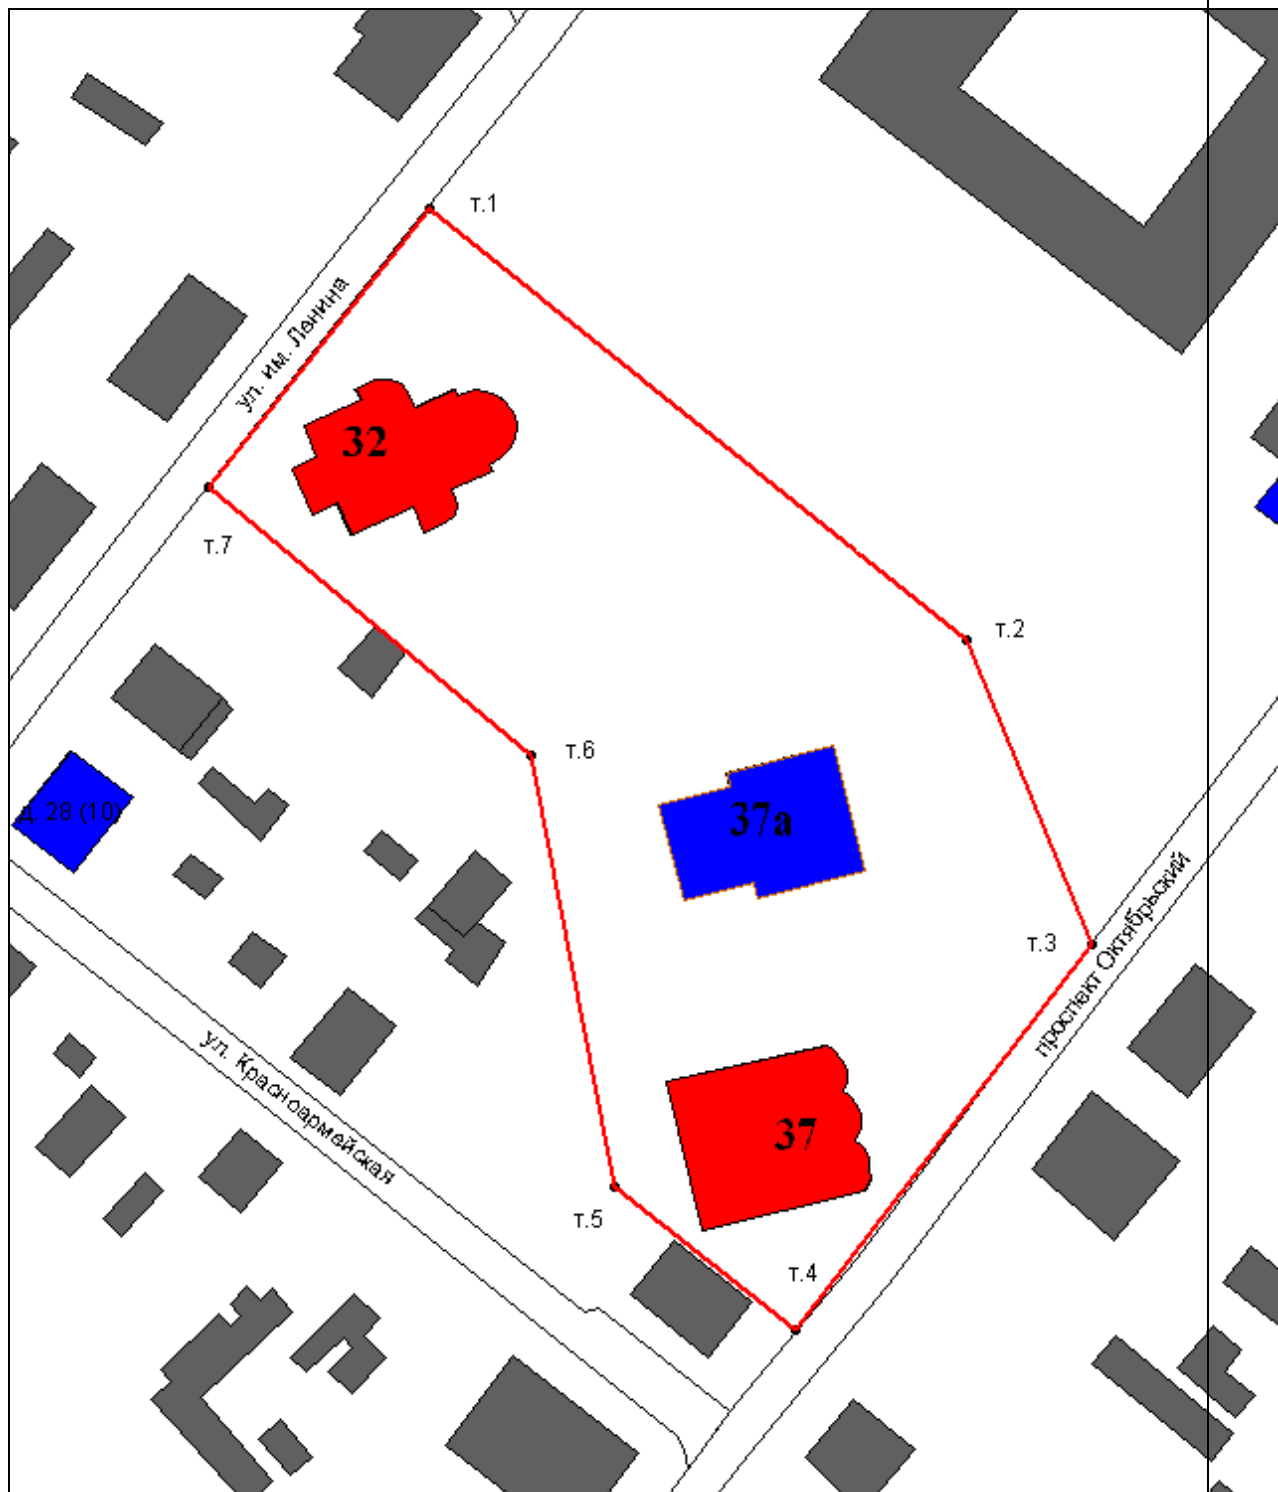 т.1
ул. им. Ленина
32
т.7
т.2
т.6
37а
д. 28 (10)
т.3
проспект Октябрьский
ул. Красноармейская
37
т.5
т.4